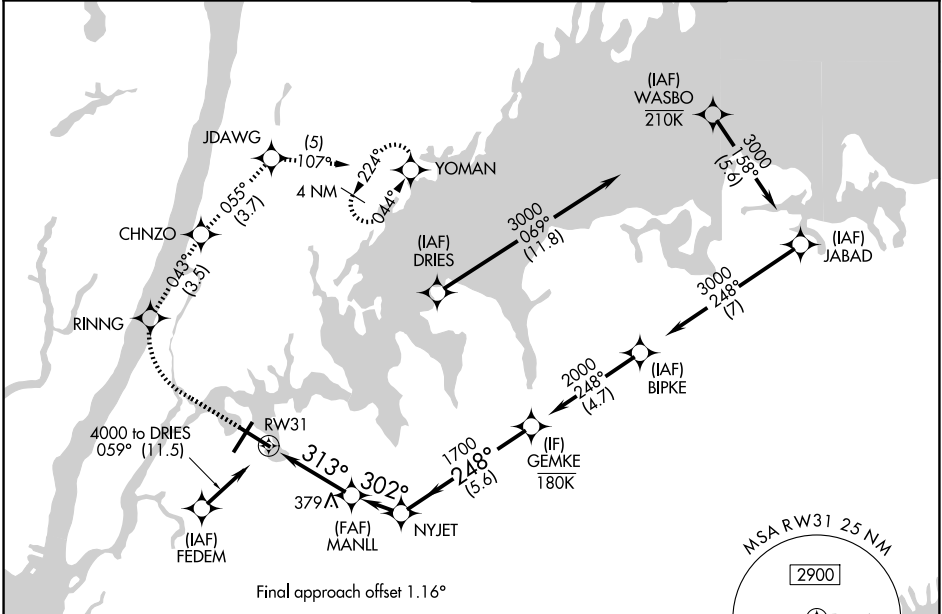 (IAF)
WASBO
210K
3000
158°
(5.6)
JDAWG
(5)
107°
224°
044°
4 NM
YOMAN
055°
(3.7)
CHNZO
043°
(3.5)
RINNG
(IAF)
DRIES
3000
069°
(11.8)
(IAF)
JABAD
3000
248°
(7)
(IAF)
BIPKE
2000
248°
(4.7)
(IF)
GEMKE
180K
1700
248°
(5.6)
RW31
4000 to DRIES
059° (11.5)
313°
302°
379
(FAF)
MANLL
NYJET
(IAF)
FEDEM
Final approach offset 1.16°
MSA RW31 25 NM
2900